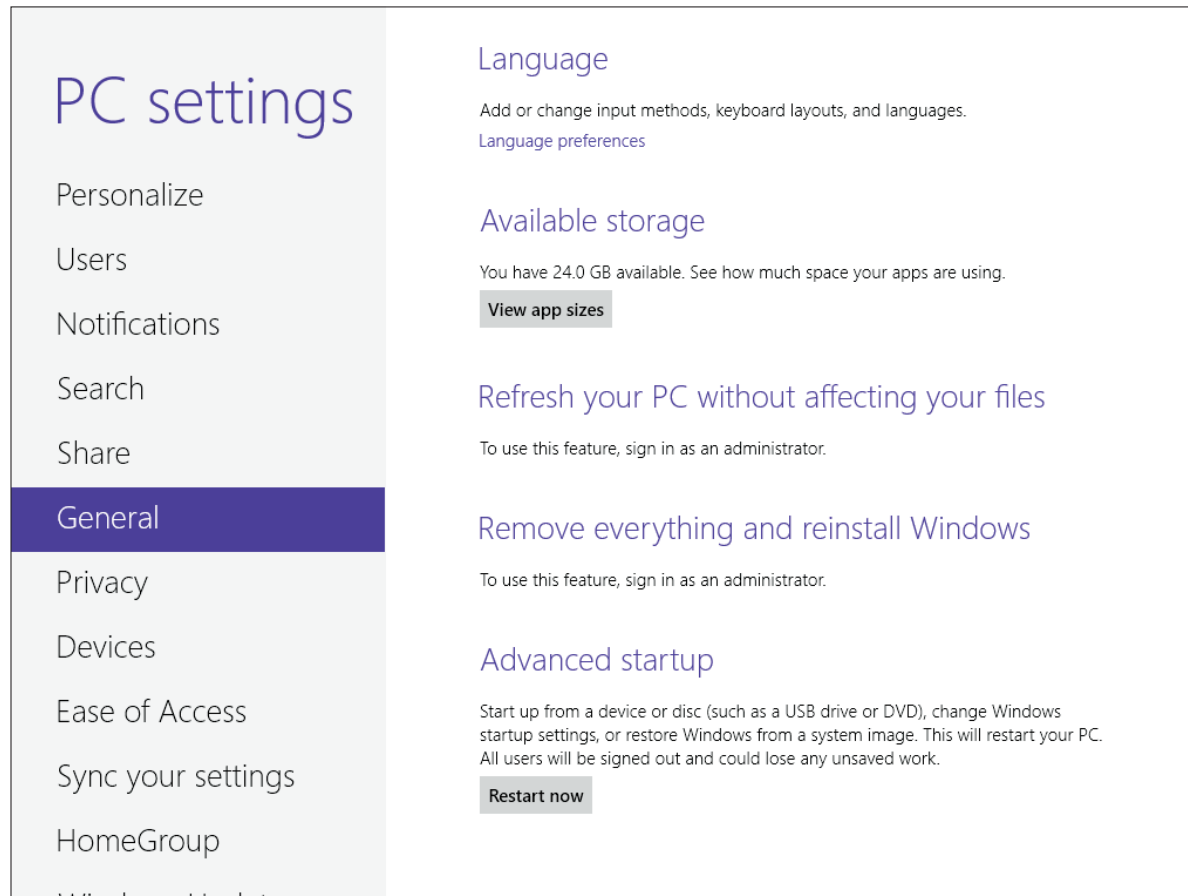 PC settings
Personalize
Users
Notifications
Search
Share
General
Privacy
Devices
Ease of Access
Sync your settings
HomeGroup
Language
Add or change input methods, keyboard layouts, and languages.
Language preferences
Available storage
You have 24.0 GB available. See how much space your apps are using.
View app sizes
Refresh your PC without affecting your files
To use this feature, sign in as an administrator.
Remove everything and reinstall Windows
To use this feature, sign in as an administrator.
Advanced startup
Start up from a device or disc (such as a USB drive or DVD), change Windows
startup settings, or restore Windows from a system image. This will restart your PC.
All users will be signed out and could lose any unsaved work.
Restart now